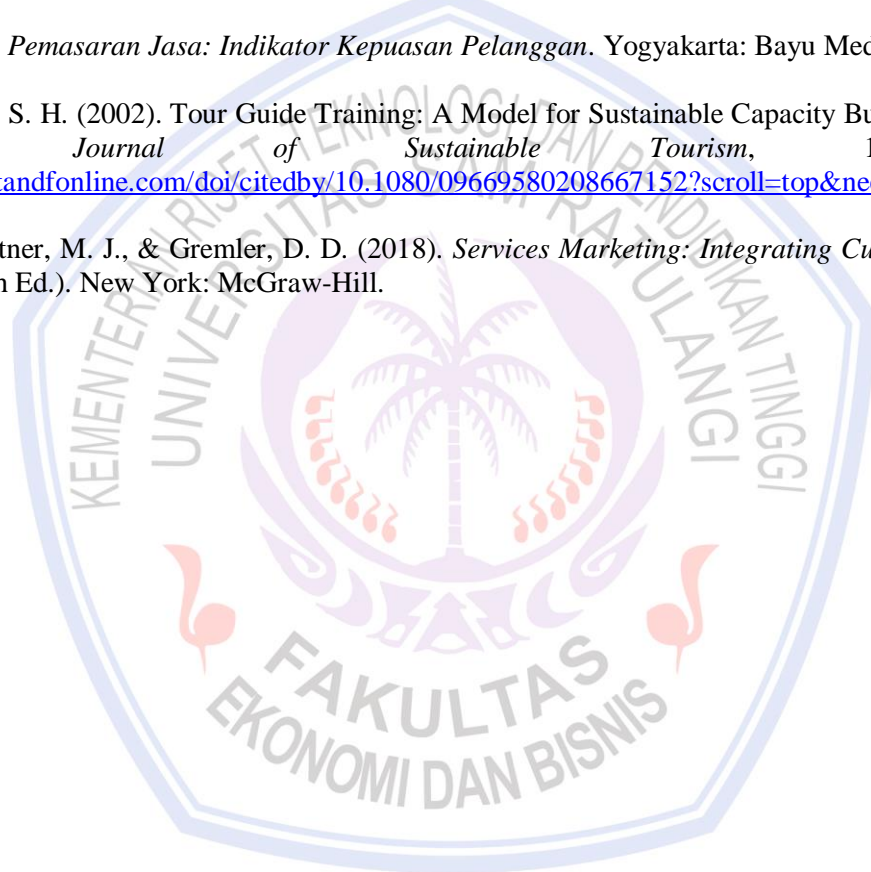 Pemasaran Jasa: Indikator Kepuasan Pelanggan. Yogyakarta: Bayu Med
S. H. (2002). Tour Guide Training: A Model for Sustainable Capacity Bu
Journal of Sustainable Tourism, 1
tandfonline.com/doi/citedby/10.1080/09669580208667152?scroll=top&nee
tner, M. J., & Gremler, D. D. (2018). Services Marketing: Integrating Cu
Ed.). New York: McGraw-Hill.
KEMENTERIAN RISET TEKNOLOGI DAN PENDIDIKAN TINGGI
UNIVERSITAS SAM RATULANGI
FAKULTAS
EKONOMI DAN BISNIS